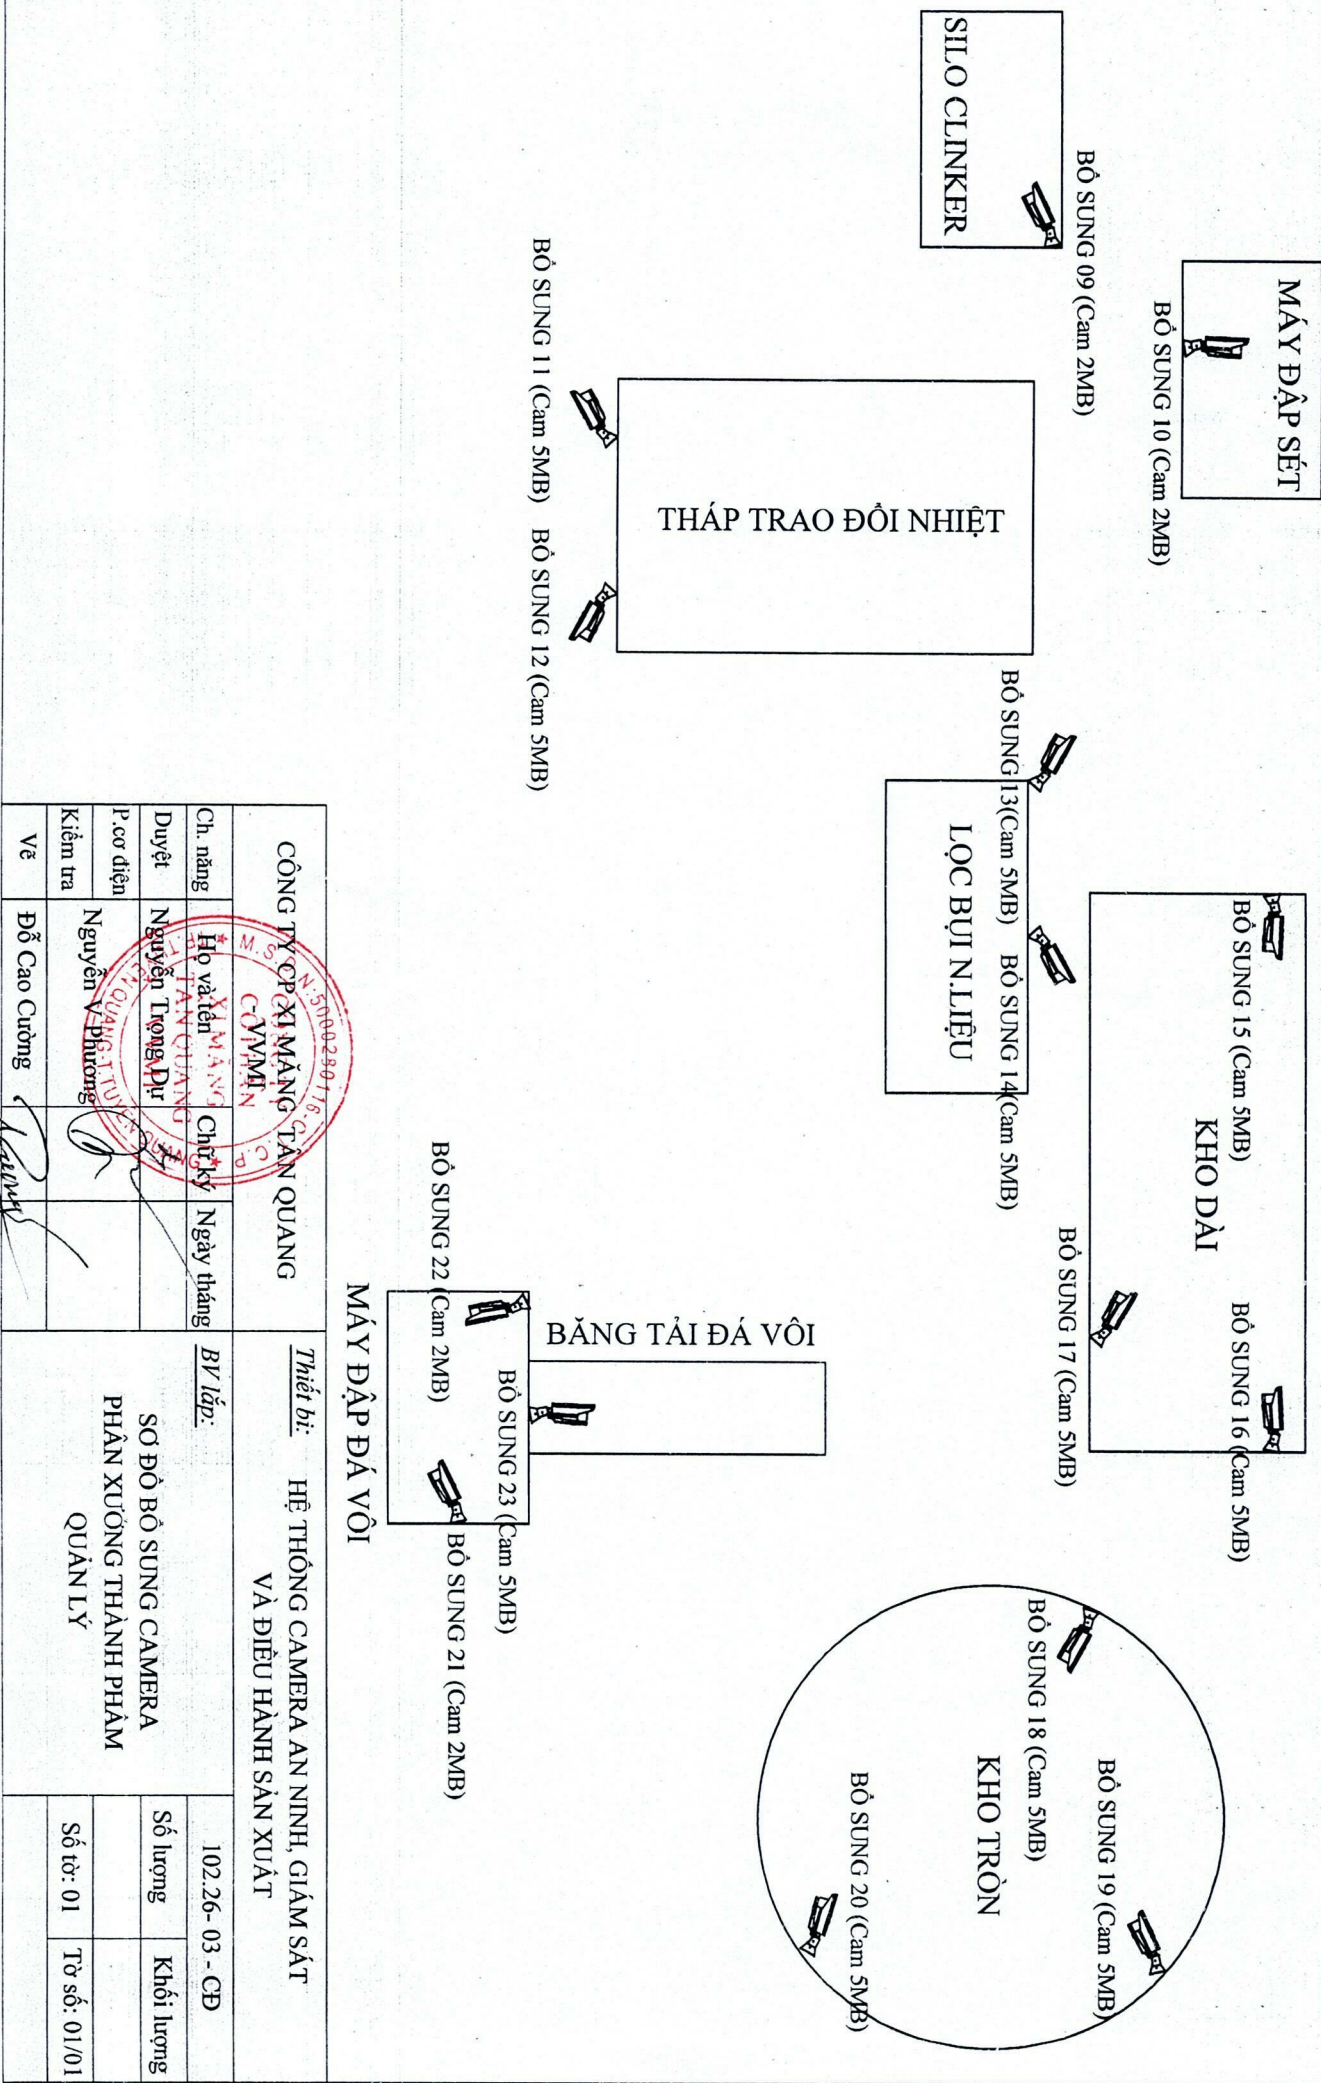 MÁY ĐẬP SÉT
BỔ SUNG 10 (Cam 2MB)
SILO CLINKER
BỔ SUNG 09 (Cam 2MB)
THÁP TRAO ĐỔI NHIỆT
BỔ SUNG 11 (Cam 5MB)
BỔ SUNG 12 (Cam 5MB)
BỔ SUNG 13(Cam 5MB)
BỔ SUNG 14(Cam 5MB)
LỌC BỤI N.LIỆU
BỔ SUNG 15 (Cam 5MB)
BỔ SUNG 16 (Cam 5MB)
KHO DÀI
BỔ SUNG 17 (Cam 5MB)
BỔ SUNG 19 (Cam 5MB)
BỔ SUNG 18 (Cam 5MB)
KHO TRÒN
BỔ SUNG 20 (Cam 5MB)
BĂNG TẢI ĐÁ VÔI
BỔ SUNG 23 (Cam 5MB)
BỔ SUNG 22 (Cam 2MB)
BỔ SUNG 21 (Cam 2MB)
MÁY ĐẬP ĐÁ VÔI
CÔNG TY CP XI MĂNG TÂN QUANG
- VVMI
Ch. năng Họ và tên Chữ ký Ngày tháng
Duyệt Nguyễn Trọng Dự
P.cơ điện
Kiểm tra
Nguyễn V Phương
Vẽ Đỗ Cao Cường
M.S.D.N:5000280116-C.T.C.P
XI MĂNG
TÂN QUANG
VVMI
Thiết bị: HỆ THỐNG CAMERA AN NINH, GIÁM SÁT
VÀ ĐIỀU HÀNH SẢN XUẤT
BV lắp:
SƠ ĐỒ BỔ SUNG CAMERA
PHÂN XƯỞNG THÀNH PHẨM
QUẢN LÝ
102.26- 03 - CĐ
Số lượng Khối lượng
Số tờ: 01 Tờ số: 01/01